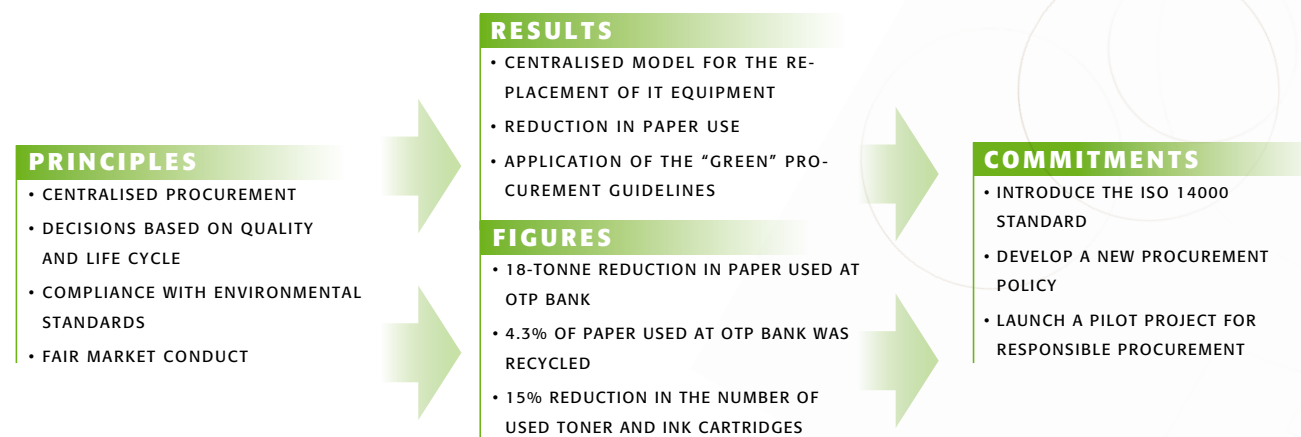 PRINCIPLES
• CENTRALISED PROCUREMENT
• DECISIONS BASED ON QUALITY
AND LIFE CYCLE
• COMPLIANCE WITH ENVIRONMENTAL
STANDARDS
• FAIR MARKET CONDUCT
RESULTS
• CENTRALISED MODEL FOR THE RE-
PLACEMENT OF IT EQUIPMENT
• REDUCTION IN PAPER USE
• APPLICATION OF THE “GREEN” PRO-
CUREMENT GUIDELINES
FIGURES
• 18-TONNE REDUCTION IN PAPER USED AT
OTP BANK
• 4.3% OF PAPER USED AT OTP BANK WAS
RECYCLED
• 15% REDUCTION IN THE NUMBER OF
USED TONER AND INK CARTRIDGES
COMMITMENTS
• INTRODUCE THE ISO 14000
STANDARD
• DEVELOP A NEW PROCUREMENT
POLICY
• LAUNCH A PILOT PROJECT FOR
RESPONSIBLE PROCUREMENT